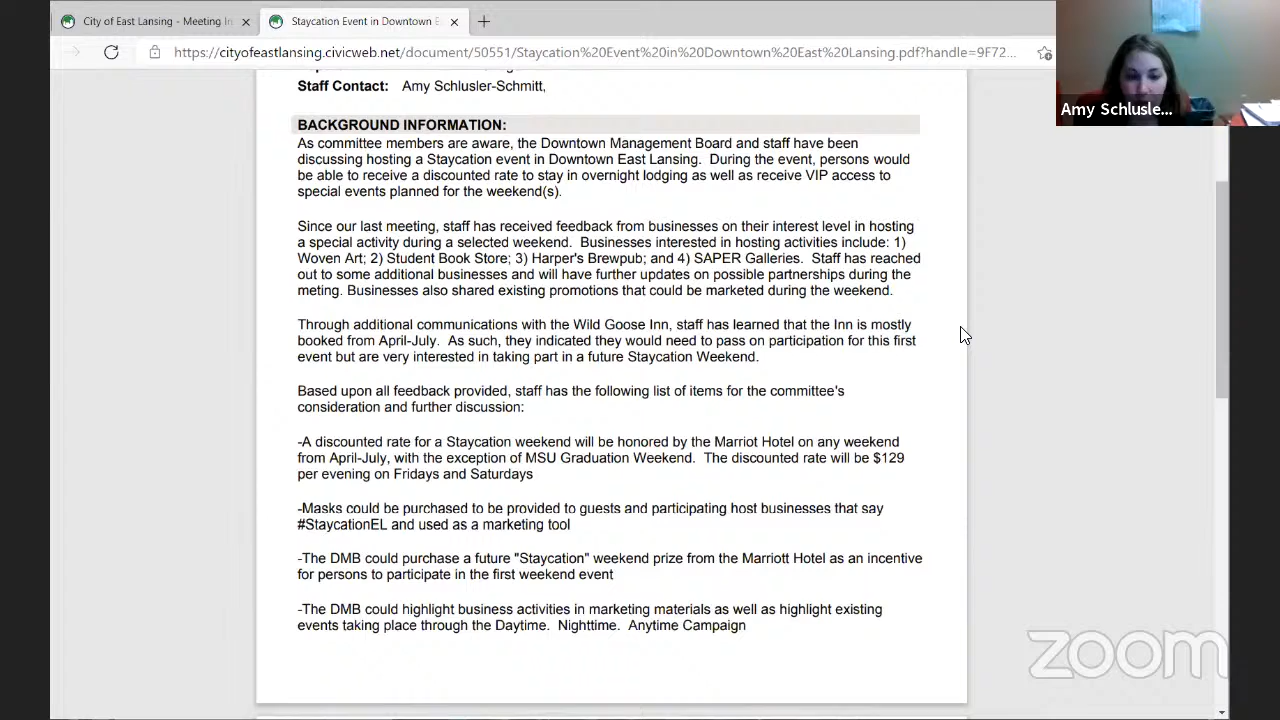 City of East Lansing - Meeting In
Staycation Event in Downtown E
https://cityofeastlansing.civicweb.net/document/50551/Staycation%20Event%20in%20Downtown%20East%20Lansing.pdf?handle=9F72...
Amy Schlusle...
Staff Contact: Amy Schlusler-Schmitt,
BACKGROUND INFORMATION:
As committee members are aware, the Downtown Management Board and staff have been
discussing hosting a Staycation event in Downtown East Lansing. During the event, persons would
be able to receive a discounted rate to stay in overnight lodging as well as receive VIP access to
special events planned for the weekend(s).
Since our last meeting, staff has received feedback from businesses on their interest level in hosting
a special activity during a selected weekend. Businesses interested in hosting activities include: 1)
Woven Art; 2) Student Book Store; 3) Harper's Brewpub; and 4) SAPER Galleries. Staff has reached
out to some additional businesses and will have further updates on possible partnerships during the
meting. Businesses also shared existing promotions that could be marketed during the weekend.
Through additional communications with the Wild Goose Inn, staff has learned that the Inn is mostly
booked from April-July. As such, they indicated they would need to pass on participation for this first
event but are very interested in taking part in a future Staycation Weekend.
Based upon all feedback provided, staff has the following list of items for the committee's
consideration and further discussion:
-A discounted rate for a Staycation weekend will be honored by the Marriot Hotel on any weekend
from April-July, with the exception of MSU Graduation Weekend. The discounted rate will be $129
per evening on Fridays and Saturdays
-Masks could be purchased to be provided to guests and participating host businesses that say
#StaycationEL and used as a marketing tool
-The DMB could purchase a future "Staycation" weekend prize from the Marriott Hotel as an incentive
for persons to participate in the first weekend event
-The DMB could highlight business activities in marketing materials as well as highlight existing
events taking place through the Daytime. Nighttime. Anytime Campaign
zoom